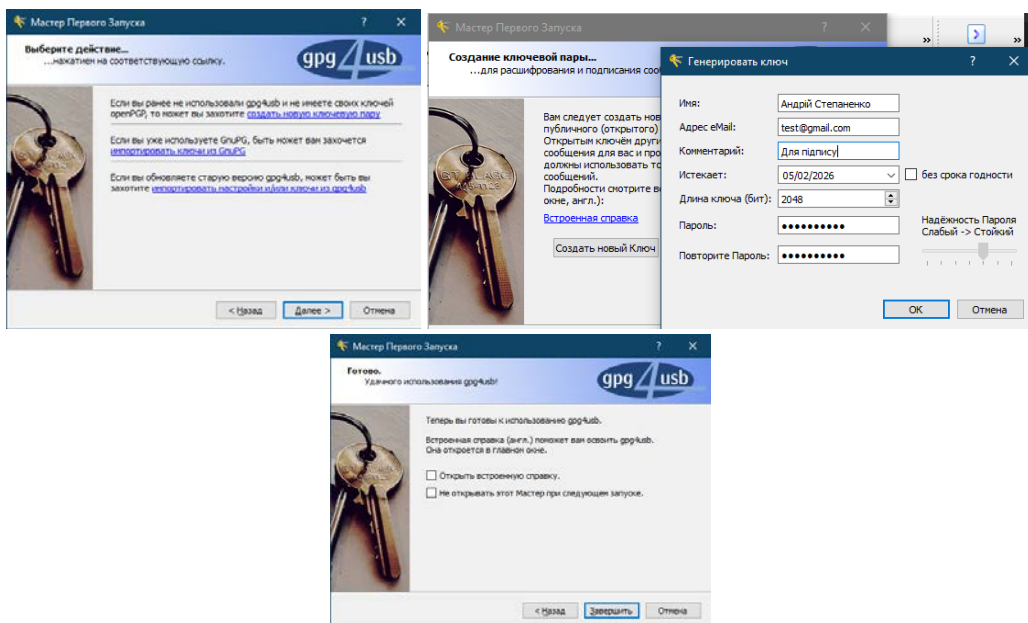 Мастер Первого Запуска
Выберите действие...
...нажатием на соответствующую ссылку.
gpg4usb
Если вы ранее не использовали gpg4usb и не имеете своих ключей
openPGP, то может вы захотите создать новую ключевую пару
Если вы уже используете GnuPG, быть может вам захочется
импортировать ключи из GnuPG
Если вы обновляете старую версию gpg4usb, может быть вы
захотите импортировать настройки и/или ключи из gpg4usb
< Назад
Далее >
Отмена
Мастер Первого Запуска
Создание ключевой пары...
...для расшифрования и подписания соо
Вам следует создать нов
публичного (открытого)
Открытым ключём други
сообщения для вас и про
должны использовать то
сообщений.
Подробности смотрите в
окне, англ.):
Встроенная справка
Создать новый Ключ
Генерировать ключ
Имя: Андрій Степаненко
Адрес eMail: test@gmail.com
Комментарий: Для підпису
Истекает: 05/02/2026 без срока годности
Длина ключа (бит): 2048
Пароль: ●●●●●●●●●●
Надёжность Пароля
Слабый -> Стойкий
Повторите Пароль: ●●●●●●●●●●
OK
Отмена
Мастер Первого Запуска
Готово.
Удачного использования gpg4usb!
gpg4usb
Теперь вы готовы к использованию gpg4usb.
Встроенная справка (англ.) поможет вам освоить gpg4usb.
Она откроется в главном окне.
Открыть встроенную справку.
Не открывать этот Мастер при следующем запуске.
< Назад
Завершить
Отмена